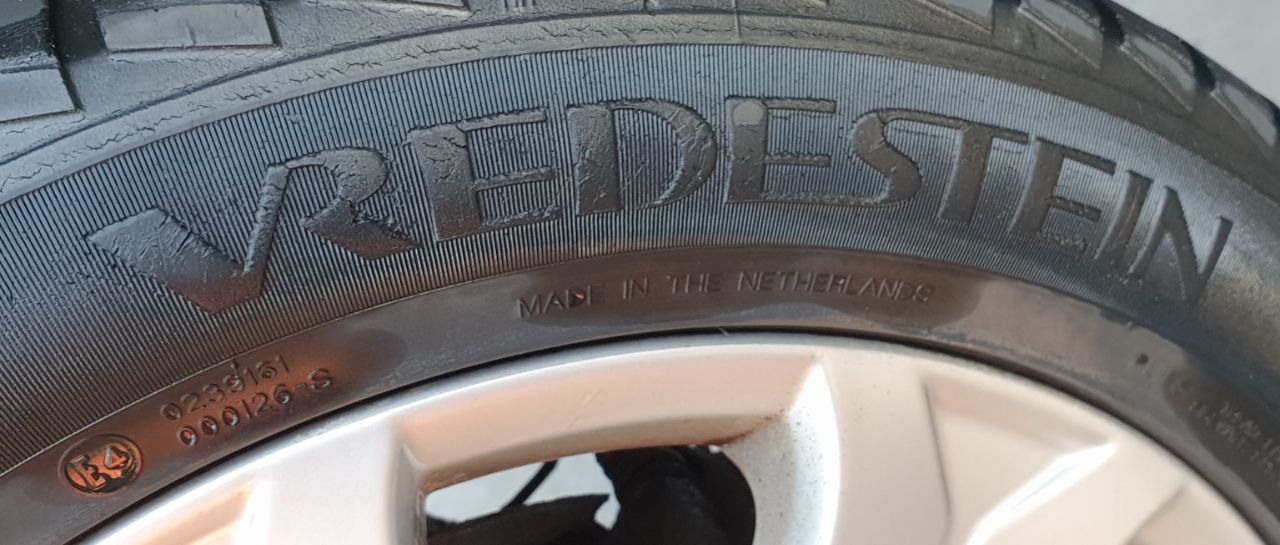 VREDESTEIN
MADE IN THE NETHERLANDS
0239161
000126-S
E4